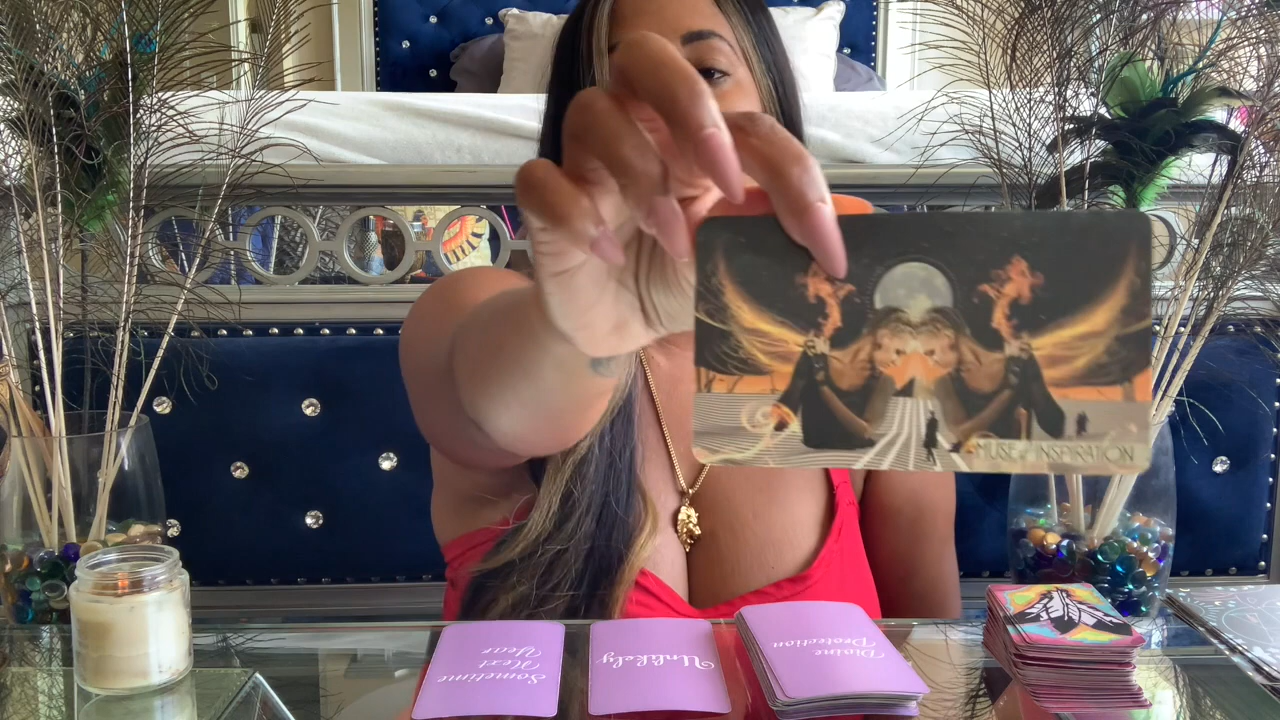 MUSE of INSPIRATION
Sometime
Next
Year
Unlikely
Divine
Protection